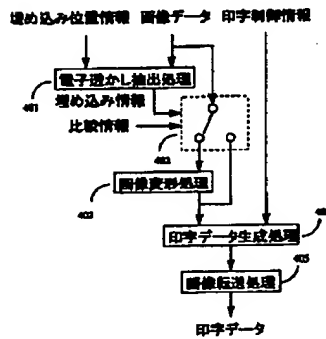 埋め込み位置情報 画像データ 印字制御情報
電子透かし抽出処理
401
埋め込み情報
比較情報
402
画像変形処理
403
印字データ生成処理
画像転送処理
405
印字データ